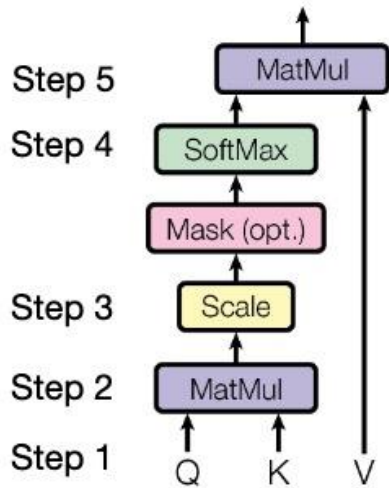 Step 5 MatMul
Step 4 SoftMax
Mask (opt.)
Step 3 Scale
Step 2 MatMul
Step 1 Q K V